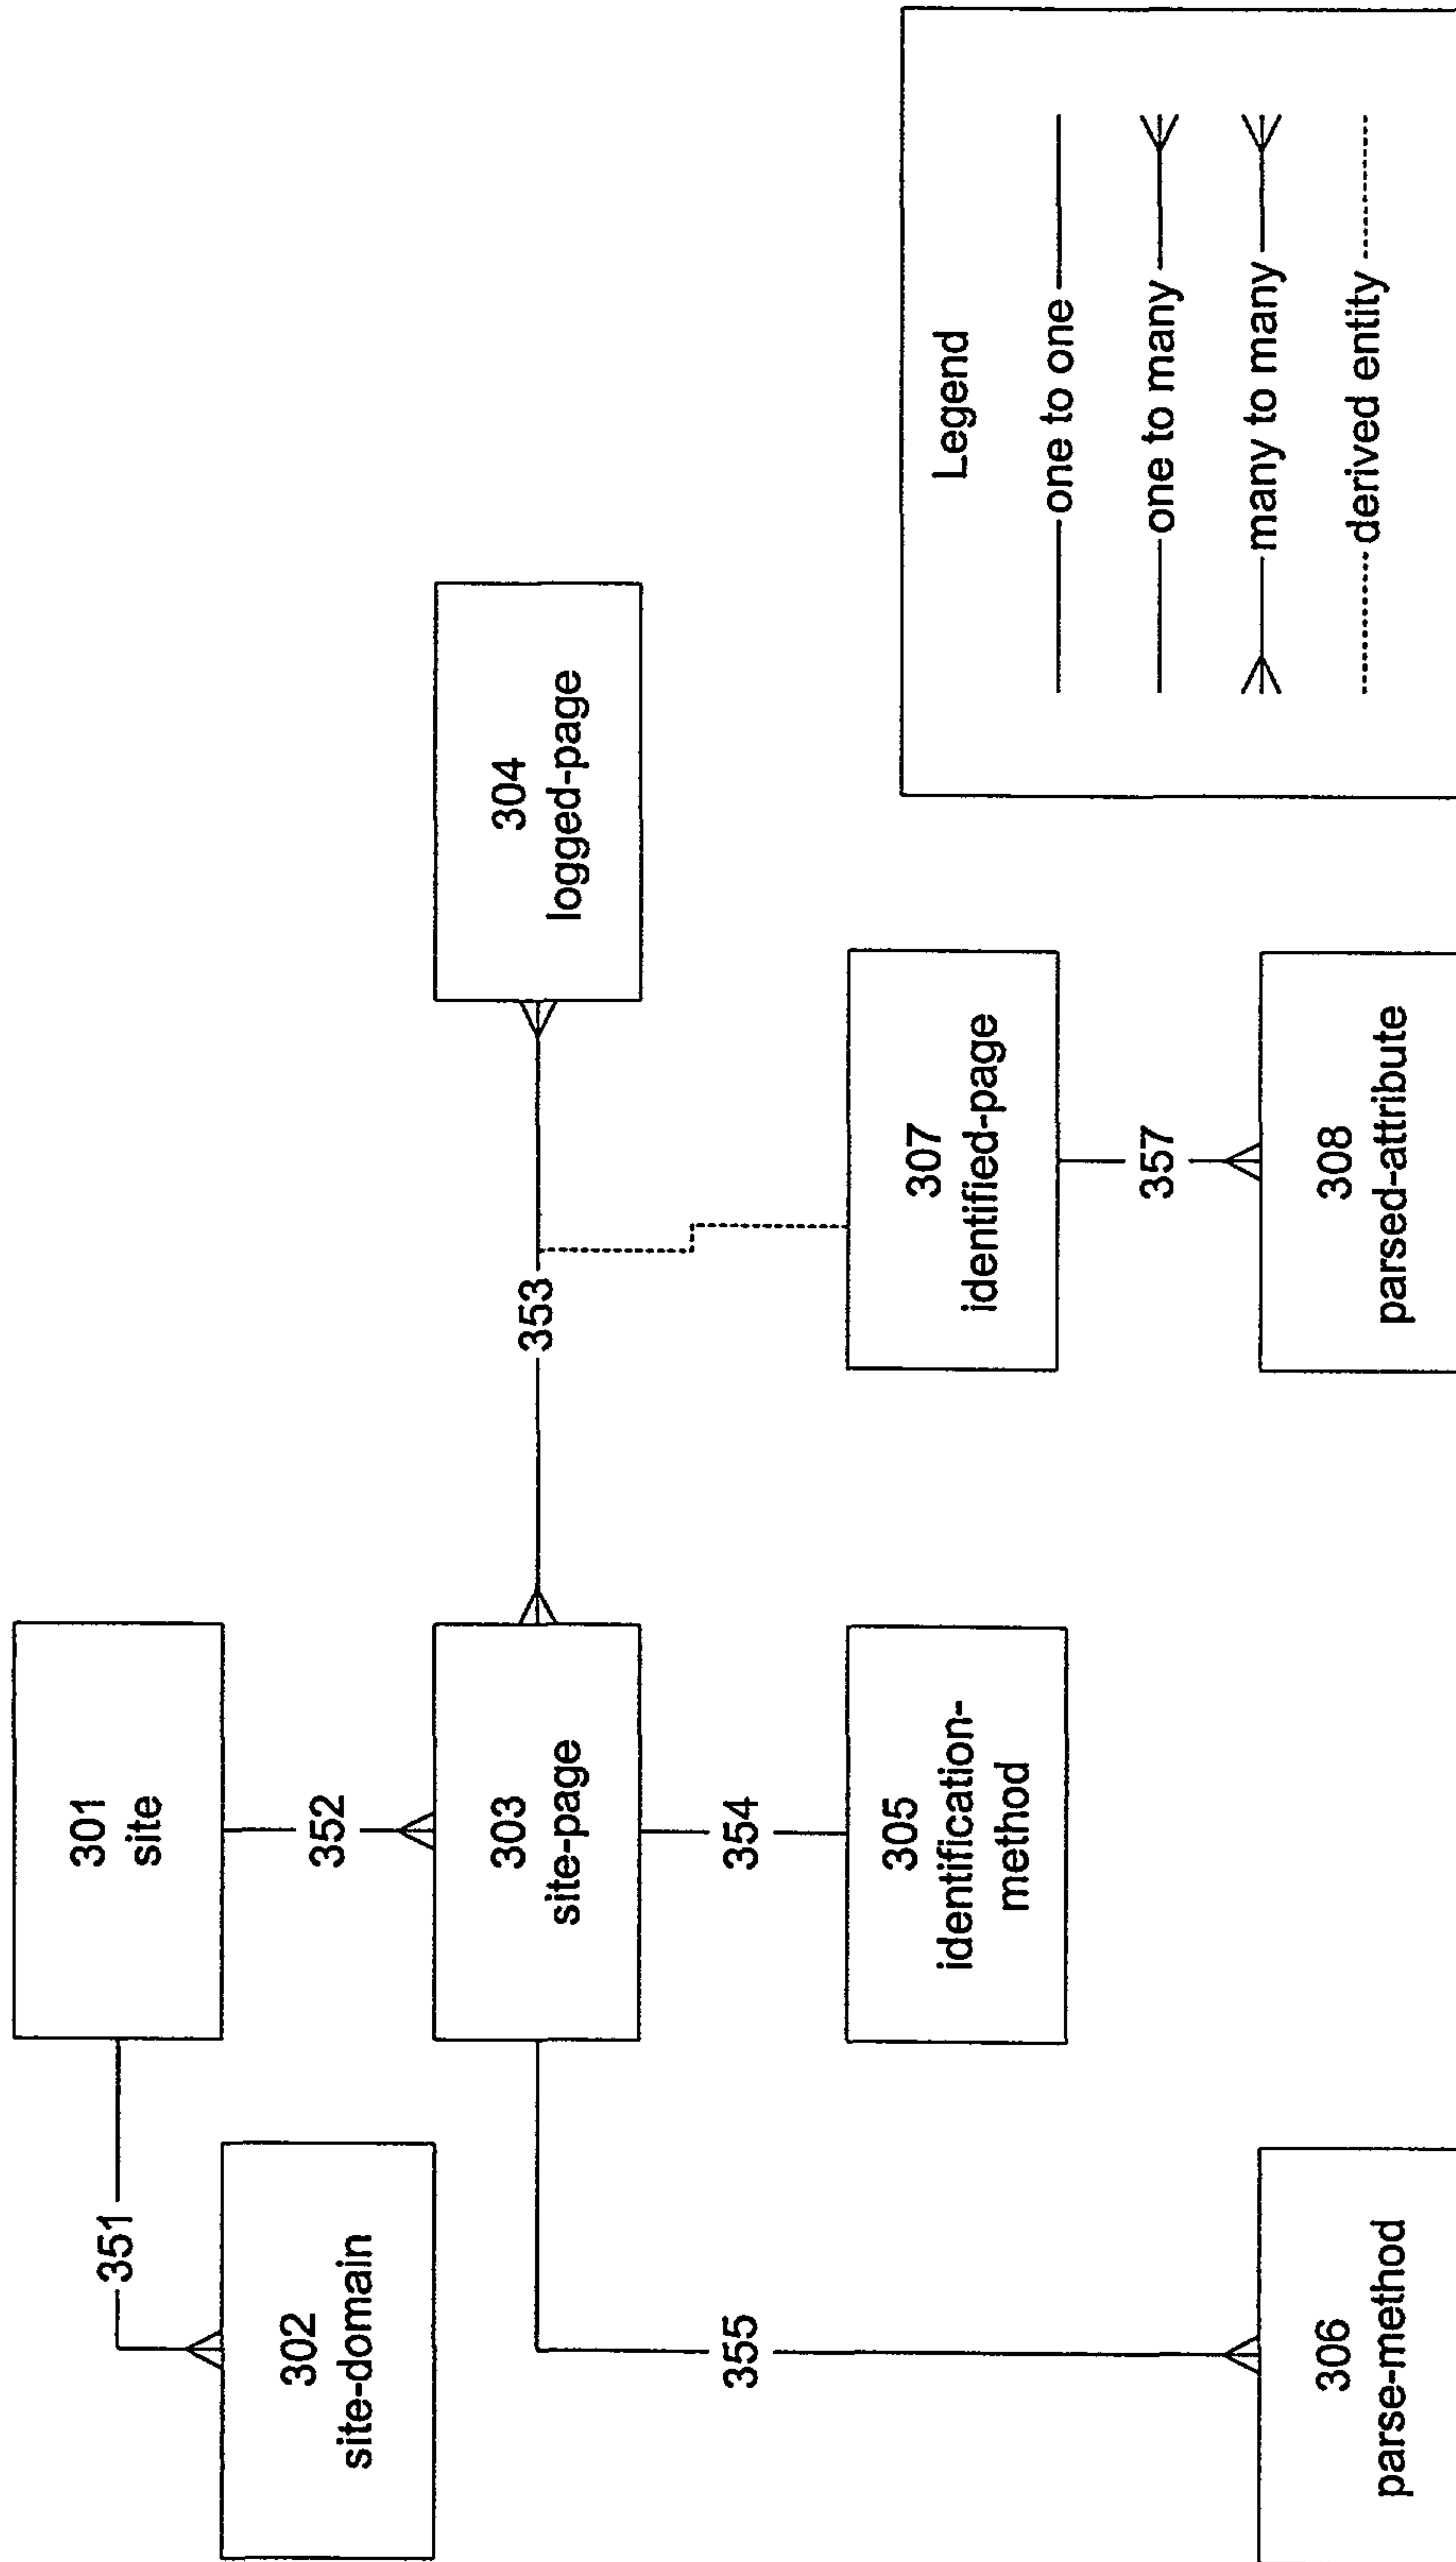 301
site
351
302
site-domain
352
303
site-page
353
304
logged-page
354
305
identification-
method
307
identified-page
355
357
306
parse-method
308
parsed-attribute
Legend
one to one
one to many
many to many
derived entity